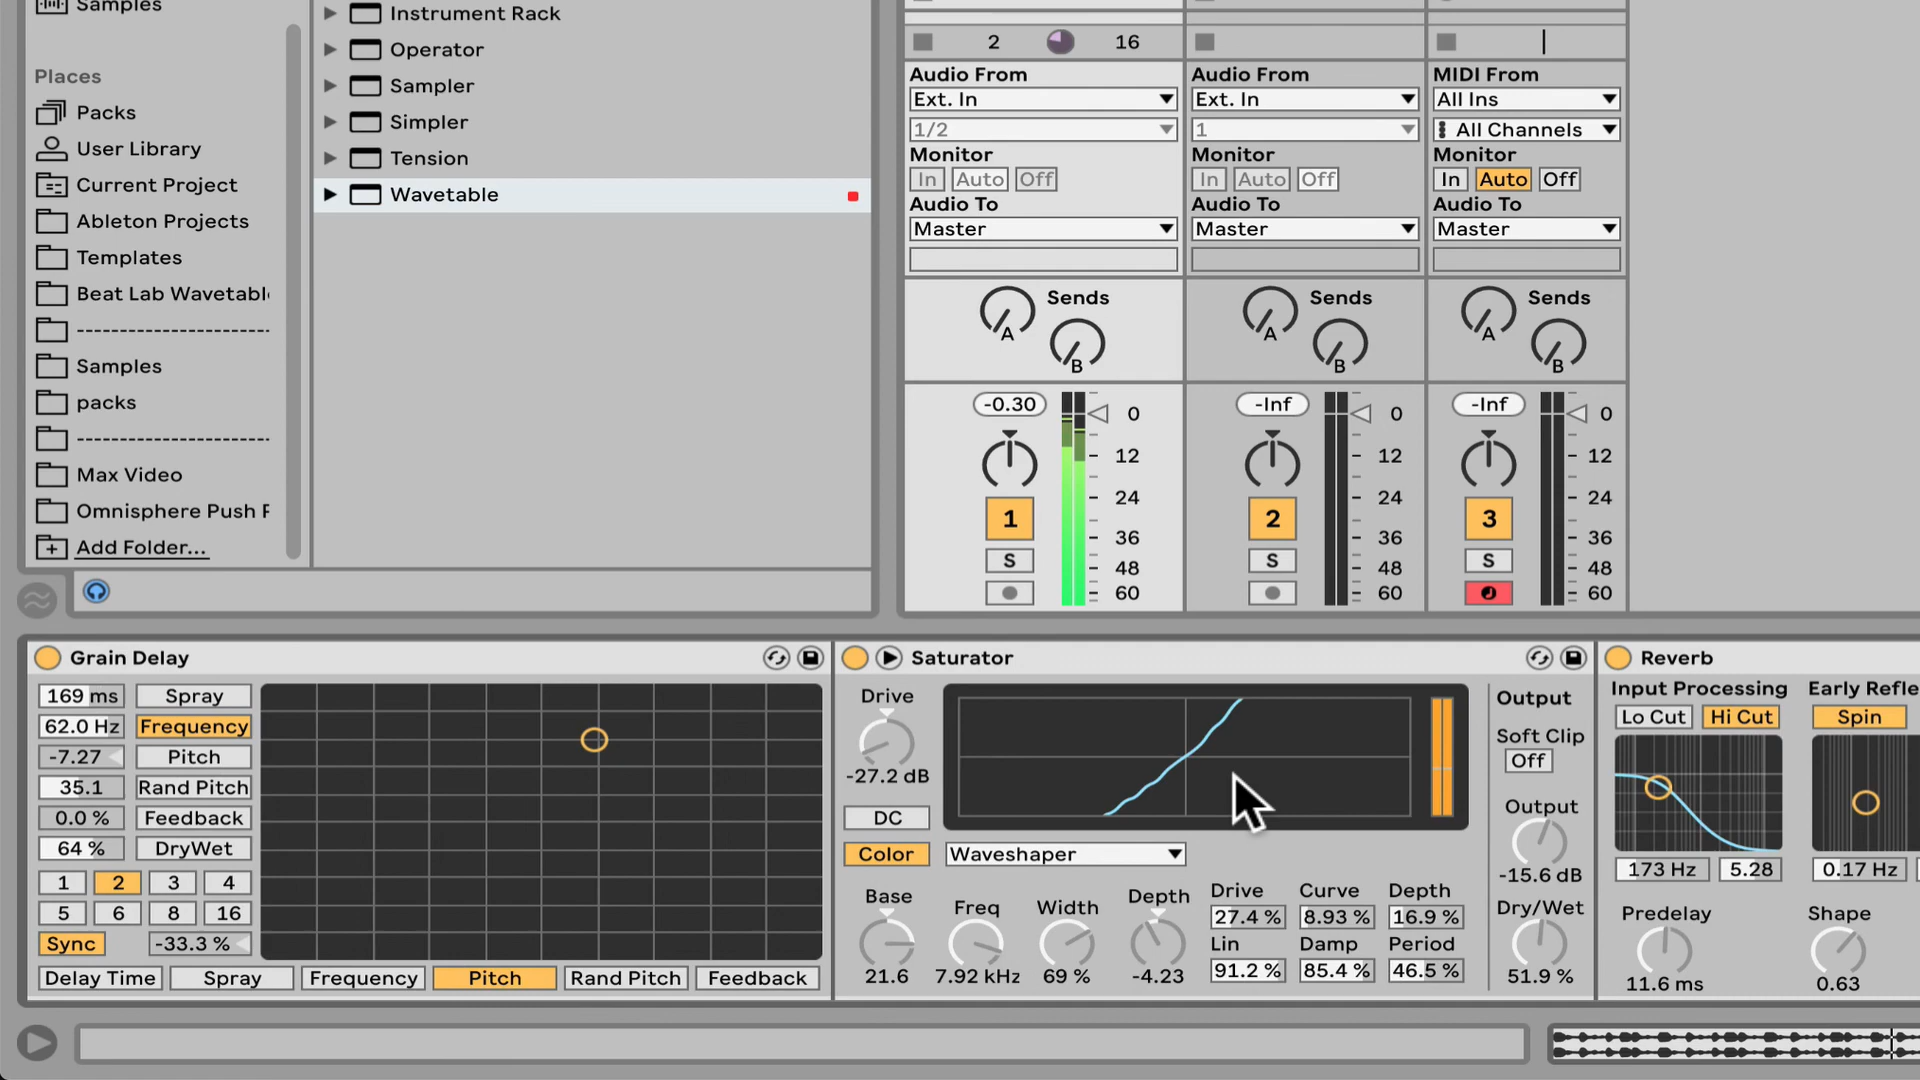 Samples
Places
Packs
User Library
Current Project
Ableton Projects
Templates
Beat Lab Wavetabl
--------------------
Samples
packs
--------------------
Max Video
Omnisphere Push
Add Folder...
Instrument Rack
Operator
Sampler
Simpler
Tension
Wavetable
2 16
Audio From
Ext. In
1/2
Monitor
In Auto Off
Audio To
Master
Sends
A
B
-0.30
0
12
24
36
48
60
1
S
Audio From
Ext. In
1
Monitor
In Auto Off
Audio To
Master
Sends
A
B
-Inf
0
12
24
36
48
60
2
S
MIDI From
All Ins
All Channels
Monitor
In Auto Off
Audio To
Master
Sends
A
B
-Inf
0
12
24
36
48
60
3
S
Grain Delay
169 ms Spray
62.0 Hz Frequency
-7.27 Pitch
35.1 Rand Pitch
0.0 % Feedback
64 % DryWet
1 2 3 4
5 6 8 16
Sync -33.3 %
Delay Time Spray Frequency Pitch Rand Pitch Feedback
Saturator
Drive
-27.2 dB
DC
Color Waveshaper
Base Freq Width Depth
21.6 7.92 kHz 69 % -4.23
Drive Curve Depth
27.4 % 8.93 % 16.9 %
Lin Damp Period
91.2 % 85.4 % 46.5 %
Output
Soft Clip
Off
Output
-15.6 dB
Dry/Wet
51.9 %
Reverb
Input Processing Early Refle
Lo Cut Hi Cut Spin
173 Hz 5.28 0.17 Hz
Predelay Shape
11.6 ms 0.63